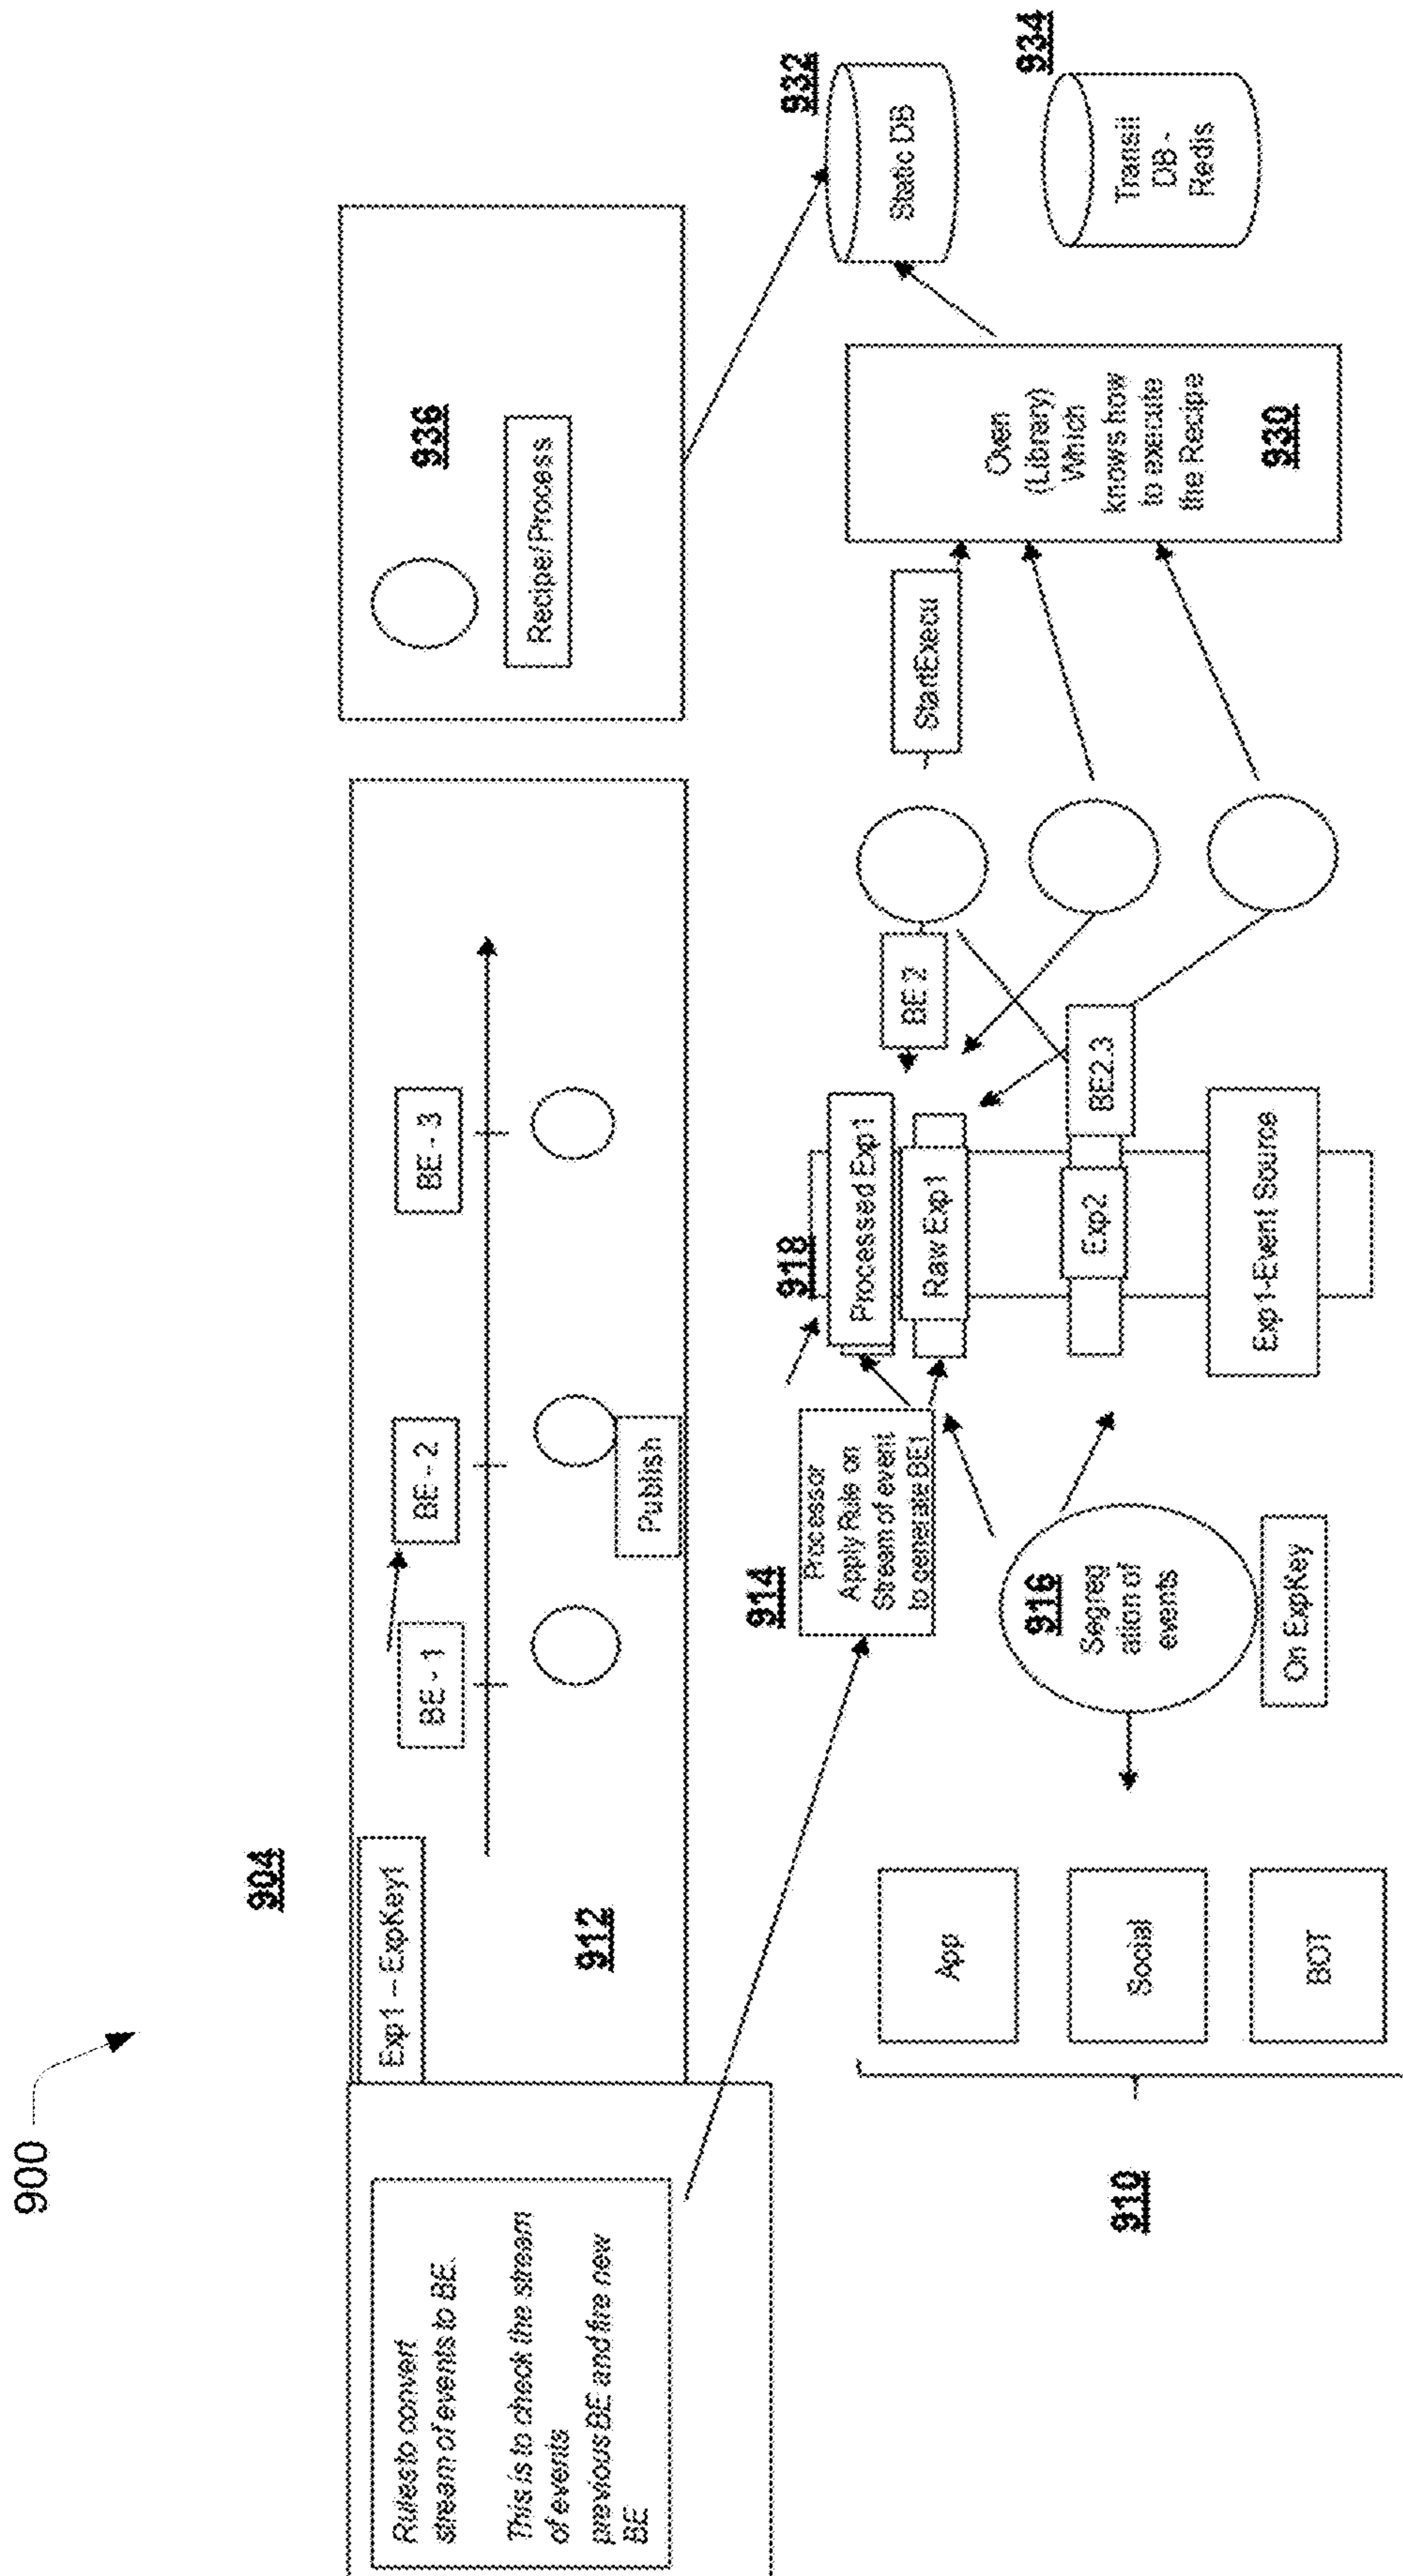 900
904
Rules to convert
stream of events to BE.
This is to check the stream
of events
previous BE and fire new
BE
Exp1 - ExpKey1
912
BE - 1
BE - 2
BE - 3
Publish
936
Recipe/ Process
910
App
Social
BOT
914
Processor
Apply Rule on
Stream of event
to generate BE1
916
Segreg
ation of
events
On ExpKey
918
Processed Exp1
Raw Exp1
Exp2
Exp1-Event Source
BE 2
BE2.3
StartExecu
Oven
(Library)
Which
knows how
to execute
the Recipe
930
932
Static DB
934
Transit
DB -
Redis